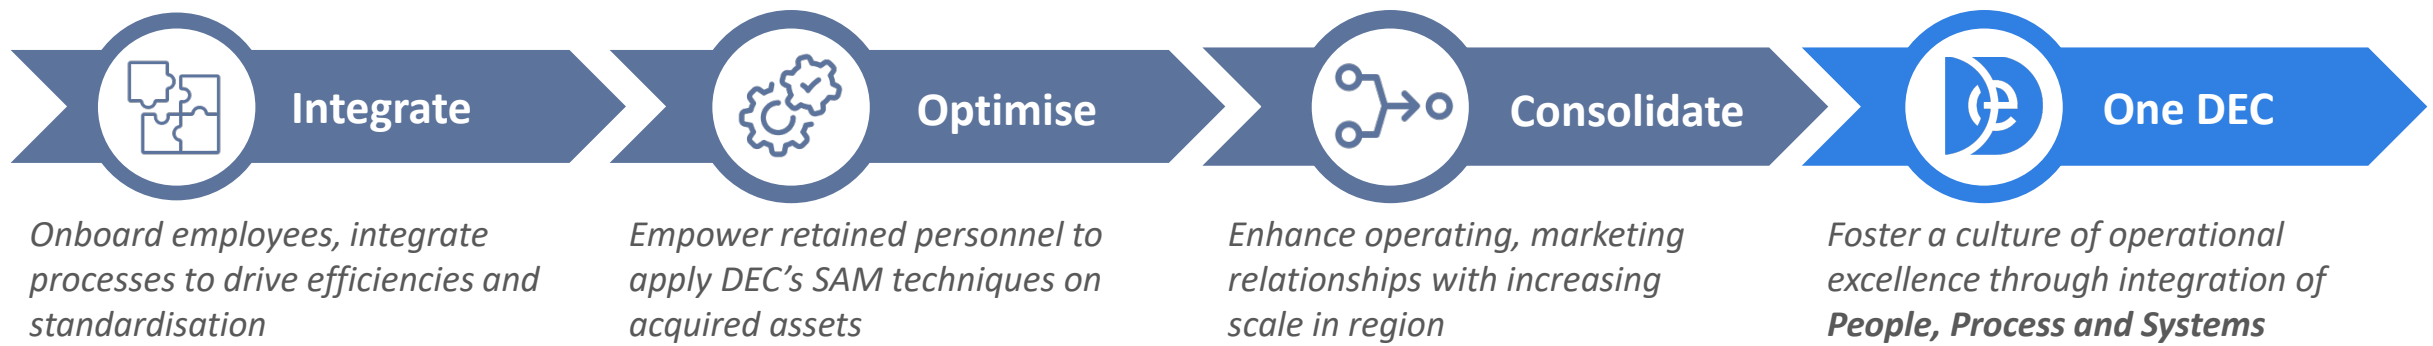 Integrate
Onboard employees, integrate
processes to drive efficiencies and
standardisation
Optimise
Empower retained personnel to
apply DEC’s SAM techniques on
acquired assets
Consolidate
Enhance operating, marketing
relationships with increasing
scale in region
One DEC
Foster a culture of operational
excellence through integration of
People, Process and Systems